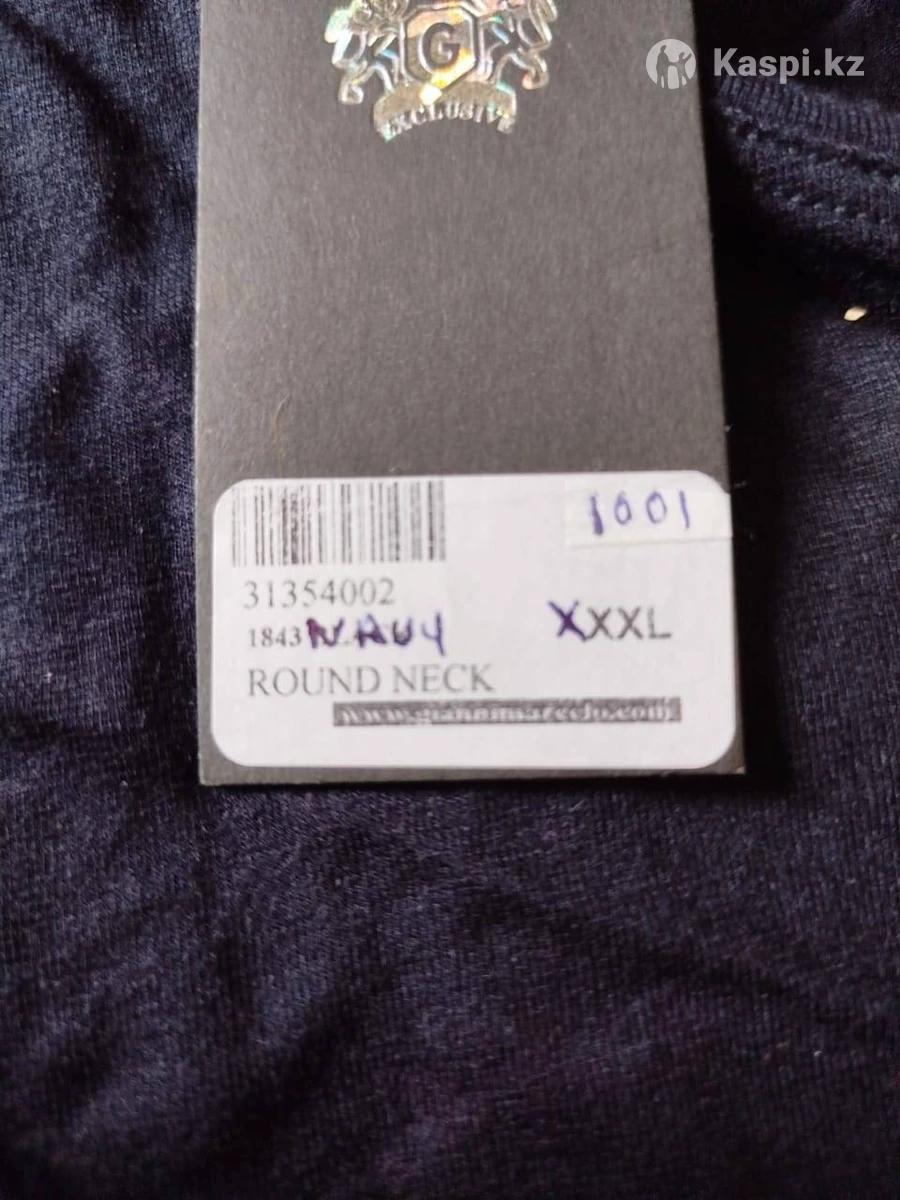 G
EXCLUSIVE
Kaspi.kz
1001
31354002
1843 NAVY
XXXL
ROUND NECK